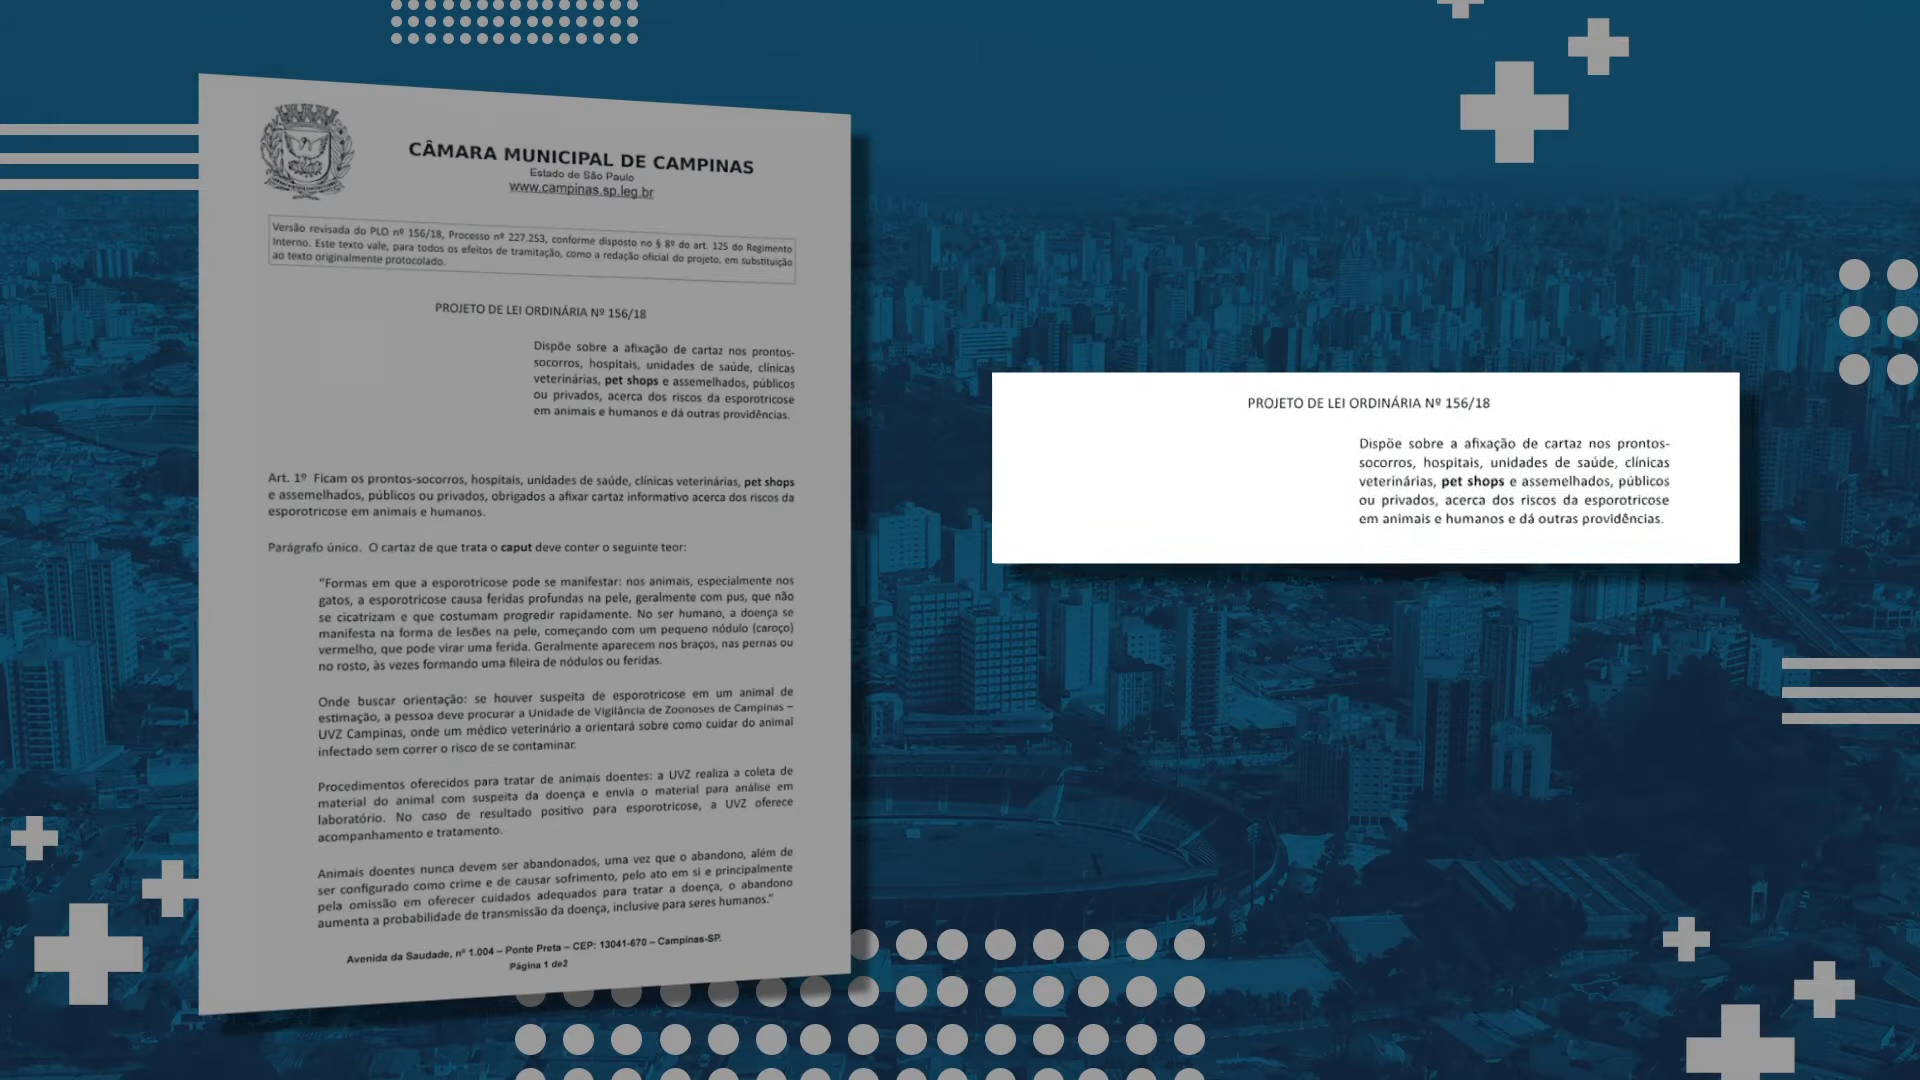 CÂMARA MUNICIPAL DE CAMPINAS
Estado de São Paulo
www.campinas.sp.leg.br
Versão revisada do PLO nº 156/18, Processo nº 227.253, conforme disposto no § 8º do art. 125 do Regimento
Interno. Este texto vale, para todos os efeitos de tramitação, como a redação oficial do projeto, em substituição
ao texto originalmente protocolado.
PROJETO DE LEI ORDINÁRIA Nº 156/18
Dispõe sobre a afixação de cartaz nos prontos-
socorros, hospitais, unidades de saúde, clínicas
veterinárias, pet shops e assemelhados, públicos
ou privados, acerca dos riscos da esporotricose
em animais e humanos e dá outras providências.
Art. 1º Ficam os prontos-socorros, hospitais, unidades de saúde, clínicas veterinárias, pet shops
e assemelhados, públicos ou privados, obrigados a afixar cartaz informativo acerca dos riscos da
esporotricose em animais e humanos.
Parágrafo único. O cartaz de que trata o caput deve conter o seguinte teor:
“Formas em que a esporotricose pode se manifestar: nos animais, especialmente nos
gatos, a esporotricose causa feridas profundas na pele, geralmente com pus, que não
se cicatrizam e que costumam progredir rapidamente. No ser humano, a doença se
manifesta na forma de lesões na pele, começando com um pequeno nódulo (caroço)
vermelho, que pode virar uma ferida. Geralmente aparecem nos braços, nas pernas ou
no rosto, às vezes formando uma fileira de nódulos ou feridas.
Onde buscar orientação: se houver suspeita de esporotricose em um animal de
estimação, a pessoa deve procurar a Unidade de Vigilância de Zoonoses de Campinas –
UVZ Campinas, onde um médico veterinário a orientará sobre como cuidar do animal
infectado sem correr o risco de se contaminar.
Procedimentos oferecidos para tratar de animais doentes: a UVZ realiza a coleta de
material do animal com suspeita da doença e envia o material para análise em
laboratório. No caso de resultado positivo para esporotricose, a UVZ oferece
acompanhamento e tratamento.
Animais doentes nunca devem ser abandonados, uma vez que o abandono, além de
ser configurado como crime e de causar sofrimento, pelo ato em si e principalmente
pela omissão em oferecer cuidados adequados para tratar a doença, o abandono
aumenta a probabilidade de transmissão da doença, inclusive para seres humanos.”
Avenida da Saudade, nº 1.004 – Ponte Preta – CEP: 13041-670 – Campinas-SP.
Página 1 de2
PROJETO DE LEI ORDINÁRIA Nº 156/18
Dispõe sobre a afixação de cartaz nos prontos-
socorros, hospitais, unidades de saúde, clínicas
veterinárias, pet shops e assemelhados, públicos
ou privados, acerca dos riscos da esporotricose
em animais e humanos e dá outras providências.